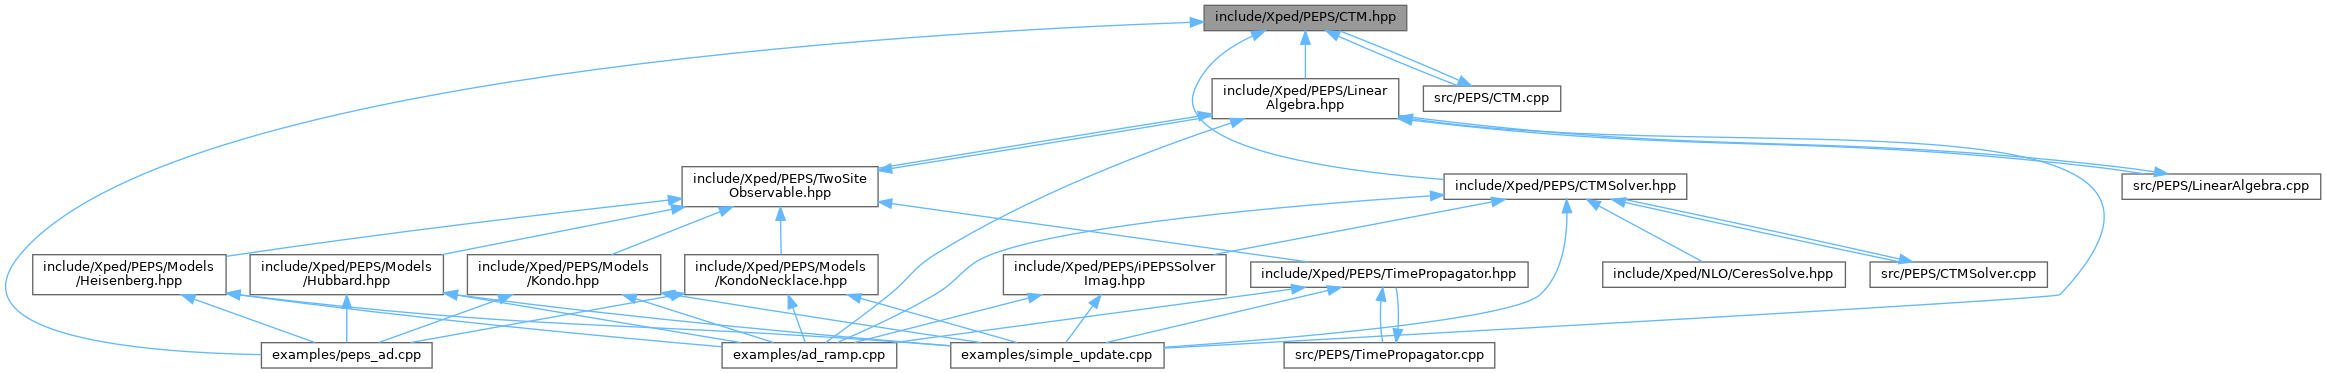 include/Xped/PEPS/CTM.hpp
include/Xped/PEPS/Linear
Algebra.hpp
src/PEPS/CTM.cpp
include/Xped/PEPS/TwoSite
Observable.hpp
include/Xped/PEPS/CTMSolver.hpp
src/PEPS/LinearAlgebra.cpp
include/Xped/PEPS/Models
/Heisenberg.hpp
include/Xped/PEPS/Models
/Hubbard.hpp
include/Xped/PEPS/Models
/Kondo.hpp
include/Xped/PEPS/Models
/KondoNecklace.hpp
include/Xped/PEPS/iPEPSSolver
Imag.hpp
include/Xped/PEPS/TimePropagator.hpp
include/Xped/NLO/CeresSolve.hpp
src/PEPS/CTMSolver.cpp
examples/peps_ad.cpp
examples/ad_ramp.cpp
examples/simple_update.cpp
src/PEPS/TimePropagator.cpp